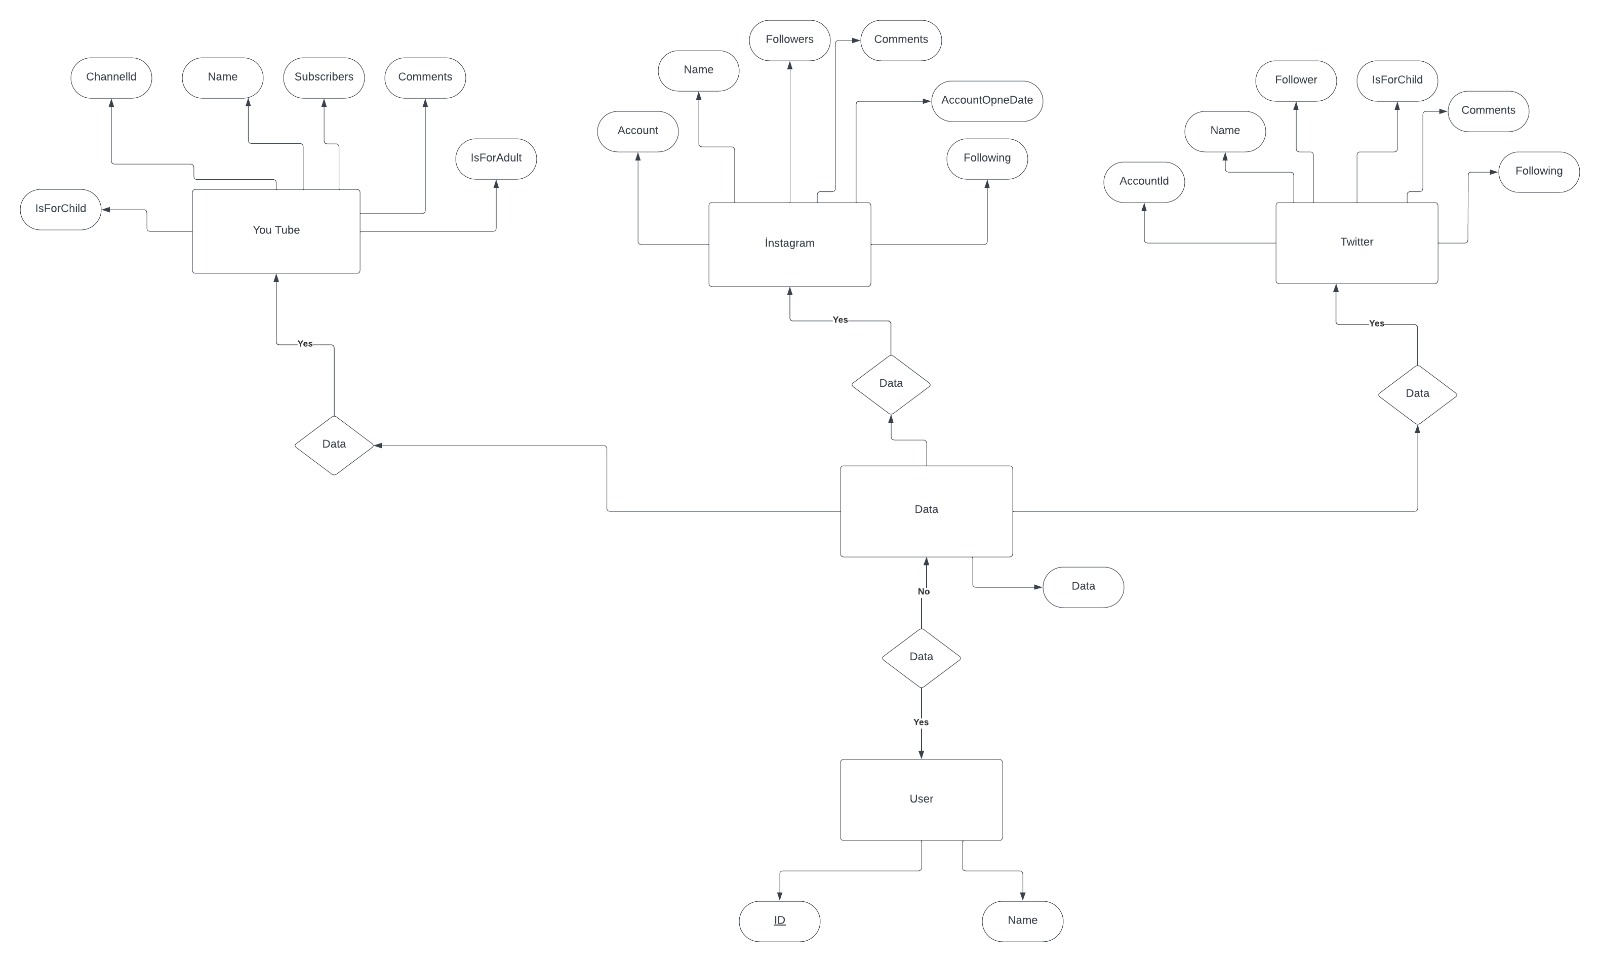 Followers
Comments
Name
ChannelId
Name
Subscribers
Comments
Follower
IsForChild
AccountOpneDate
Comments
Account
Name
IsForAdult
Following
Following
AccountId
IsForChild
You Tube
İnstagram
Twitter
Yes
Yes
Yes
Data
Data
Data
Data
Data
No
Data
Yes
User
ID
Name